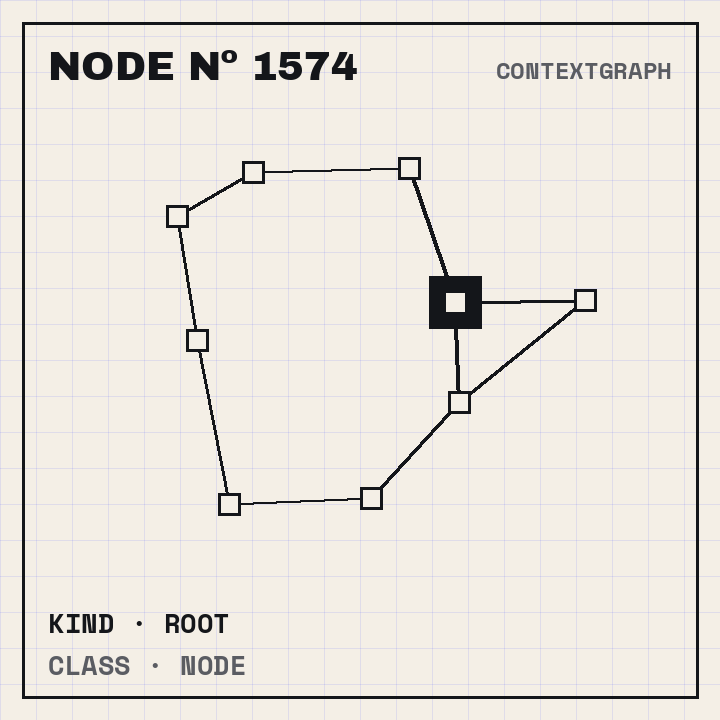 NODE Nº 1574
CONTEXTGRAPH
KIND · ROOT
CLASS · NODE